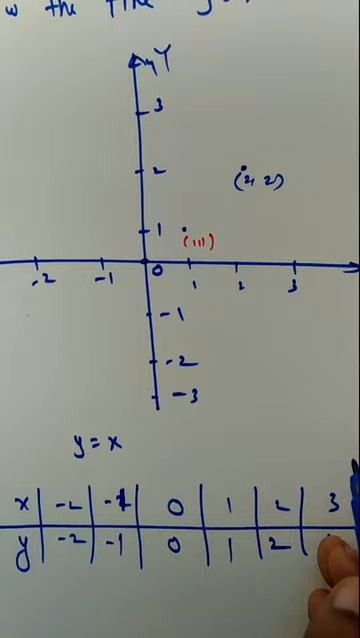 the
Y
3
2
(2, 2)
1
(1,1)
-2 -1 0 1 2 3
-1
-2
-3
y = x
x -2 -1 0 1 2 3
y -2 -1 0 1 2